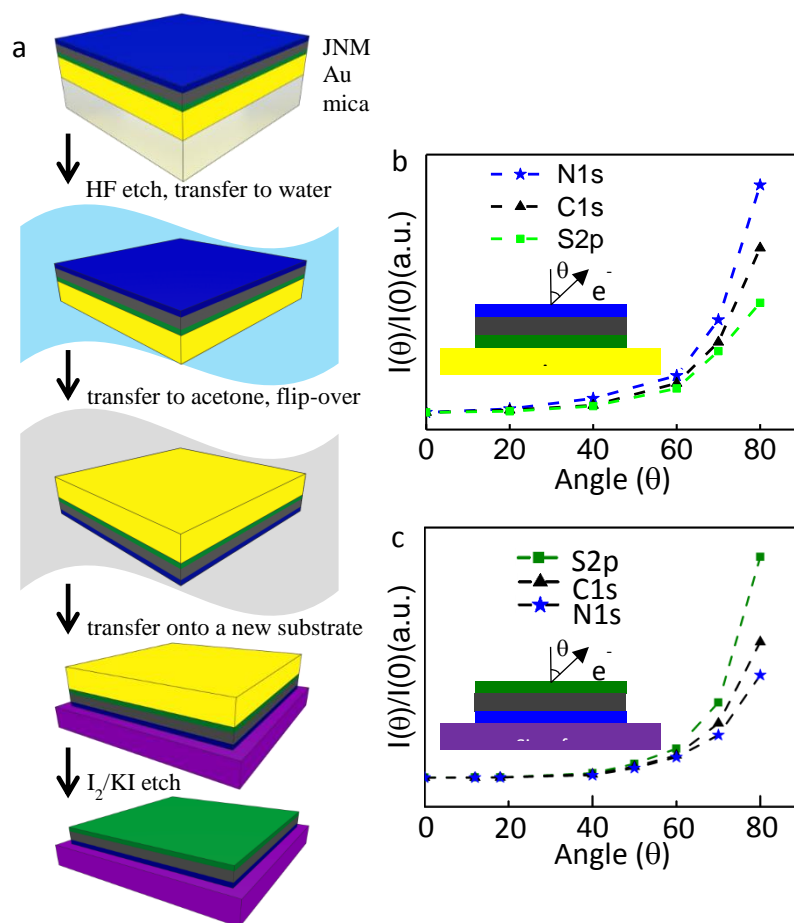 a
JNM
Au
mica
HF etch, transfer to water
transfer to acetone, flip-over
transfer onto a new substrate
I₂/KI etch
b
N1s
C1s
S2p
θ
e⁻
I(θ)/I(0)(a.u.)
0 20 40 60 80
Angle (θ)
c
S2p
C1s
N1s
θ
e⁻
I(θ)/I(0)(a.u.)
0 20 40 60 80
Angle (θ)